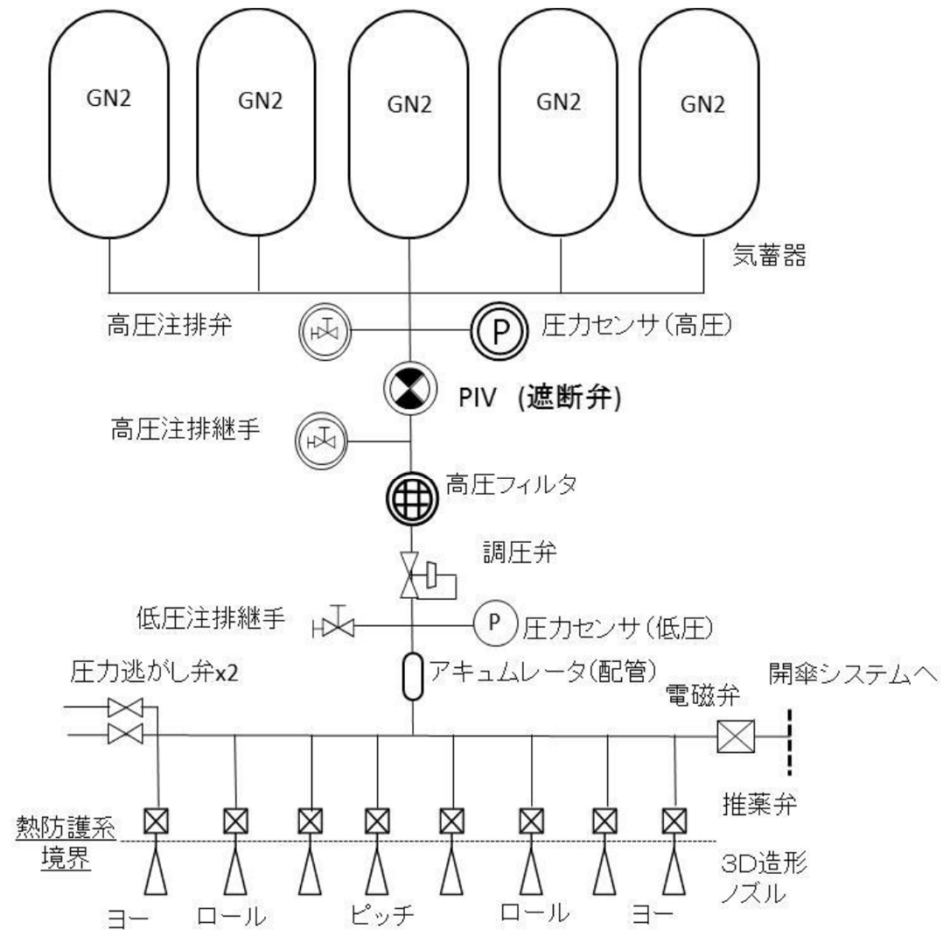 GN2
GN2
GN2
GN2
GN2
気蓄器
高圧注排弁
P
圧力センサ(高圧)
PIV (遮断弁)
高圧注排継手
高圧フィルタ
調圧弁
低圧注排継手
P
圧力センサ(低圧)
圧力逃がし弁x2
アキュムレータ(配管)
電磁弁
開傘システムへ
推薬弁
熱防護系
境界
3D造形
ノズル
ヨー
ロール
ピッチ
ロール
ヨー